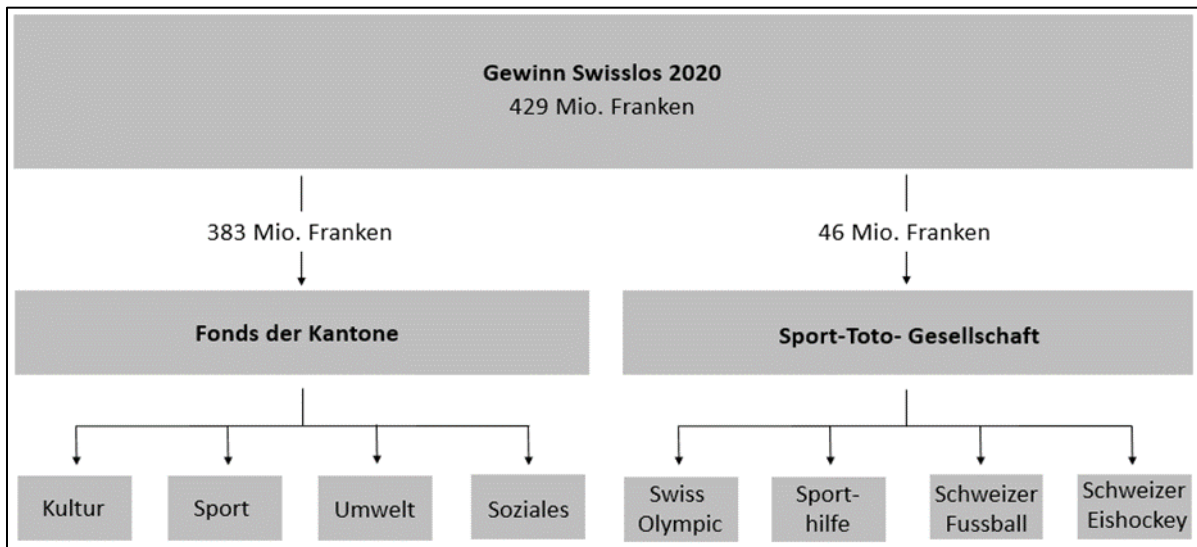 Gewinn Swisslos 2020
429 Mio. Franken
383 Mio. Franken
46 Mio. Franken
Fonds der Kantone
Sport-Toto- Gesellschaft
Kultur
Sport
Umwelt
Soziales
Swiss
Olympic
Sport-
hilfe
Schweizer
Fussball
Schweizer
Eishockey